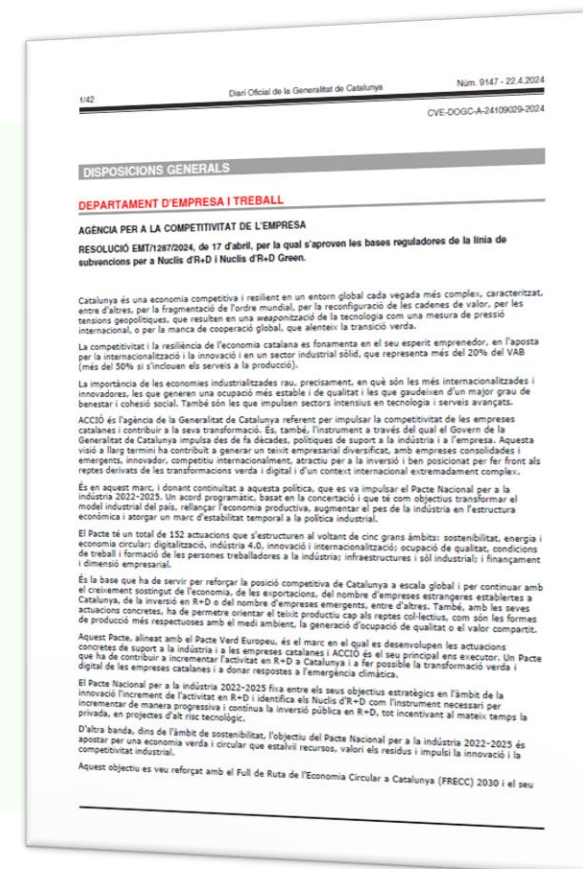 1/42
Diari Oficial de la Generalitat de Catalunya
Núm. 9147 - 22.4.2024
CVE-DOGC-A-24109029-2024
DISPOSICIONS GENERALS
DEPARTAMENT D'EMPRESA I TREBALL
AGÈNCIA PER A LA COMPETITIVITAT DE L'EMPRESA
RESOLUCIÓ EMT/1287/2024, de 17 d'abril, per la qual s'aproven les bases reguladores de la línia de
subvencions per a Nuclis d'R+D i Nuclis d'R+D Green.
Catalunya és una economia competitiva i resilient en un entorn global cada vegada més complex, caracteritzat,
entre d'altres, per la fragmentació de l'ordre mundial, per la reconfiguració de les cadenes de valor, per les
tensions geopolítiques, que resulten en una weaponització de la tecnologia com una mesura de pressió
internacional, o per la manca de cooperació global, que alenteix la transició verda.
La competitivitat i la resiliència de l'economia catalana es fonamenta en el seu esperit emprenedor, en l'aposta
per la internacionalització i la innovació i en un sector industrial sòlid, que representa més del 20% del VAB
(més del 50% si s'inclouen els serveis a la producció).
La importància de les economies industrialitzades rau, precisament, en què són les més internacionalitzades i
innovadores, les que generen una ocupació més estable i de qualitat i les que gaudeixen d'un major grau de
benestar i cohesió social. També són les que impulsen sectors intensius en tecnologia i serveis avançats.
ACCIÓ és l'agència de la Generalitat de Catalunya referent per impulsar la competitivitat de les empreses
catalanes i contribuir a la seva transformació. És, també, l'instrument a través del qual el Govern de la
Generalitat de Catalunya impulsa des de fa dècades, polítiques de suport a la indústria i a l'empresa. Aquesta
visió a llarg termini ha contribuït a generar un teixit empresarial diversificat, amb empreses consolidades i
emergents, innovador, competitiu internacionalment, atractiu per a la inversió i ben posicionat per fer front als
reptes derivats de les transformacions verda i digital i d'un context internacional extremadament complex.
És en aquest marc, i donant continuïtat a aquesta política, que es va impulsar el Pacte Nacional per a la
indústria 2022-2025. Un acord programàtic, basat en la concertació i que té com objectiu transformar el
model industrial del país, rellançar l'economia productiva, augmentar el pes de la indústria en l'estructura
econòmica i atorgar un marc d'estabilitat temporal a la política industrial.
El Pacte té un total de 152 actuacions que s'estructuren al voltant de cinc grans àmbits: sostenibilitat, energia i
economia circular; digitalització, indústria 4.0, innovació i internacionalització; ocupació de qualitat, condicions
de treball i formació de les persones treballadores a la indústria; infraestructures i sòl industrial; i finançament
i dimensió empresarial.
És la base que ha de servir per reforçar la posició competitiva de Catalunya a escala global i per continuar amb
el creixement sostingut de l'economia, de les exportacions, del nombre d'empreses estrangeres establertes a
Catalunya, de la inversió en R+D o del nombre d'empreses emergents, entre d'altres. També, amb les seves
actuacions concretes, ha de permetre orientar el teixit productiu cap als reptes col·lectius, com són les formes
de producció més respectuoses amb el medi ambient, la generació d'ocupació de qualitat o el valor compartit.
Aquest Pacte, alineat amb el Pacte Verd Europeu, és el marc en el qual es desenvolupen les actuacions
concretes de suport a la indústria i a les empreses catalanes i ACCIÓ és el seu principal ens executor. Un Pacte
que ha de contribuir a incrementar l'activitat en R+D a Catalunya i a fer possible la transformació verda i
digital de les empreses catalanes i a donar respostes a l'emergència climàtica.
El Pacte Nacional per a la indústria 2022-2025 fixa entre els seus objectius estratègics en l'àmbit de la
innovació l'increment de l'activitat en R+D i identifica els Nuclis d'R+D com l'instrument necessari per
incrementar de manera progressiva i contínua la inversió pública en R+D, tot incentivant al mateix temps la
privada, en projectes d'alt risc tecnològic.
D'altra banda, dins de l'àmbit de sostenibilitat, l'objectiu del Pacte Nacional per a la indústria 2022-2025 és
apostar per una economia verda i circular que estalviï recursos, valori els residus i impulsi la innovació i la
competitivitat industrial.
Aquest objectiu es veu reforçat amb el Full de Ruta de l'Economia Circular a Catalunya (FRECC) 2030 i el seu